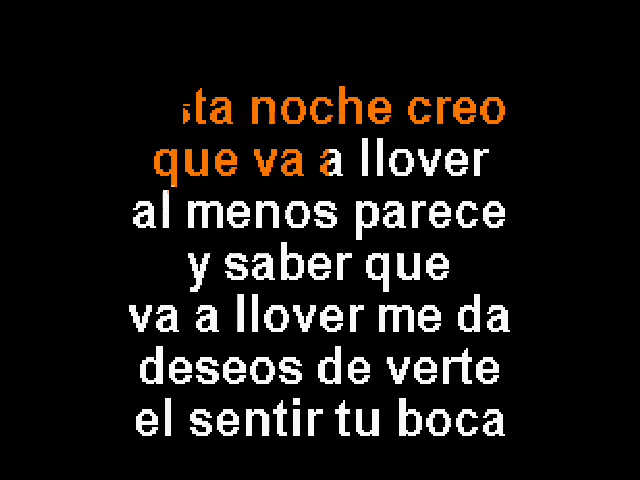 sta noche creo
que va a llover
al menos parece
y saber que
va a llover me da
deseos de verte
el sentir tu boca